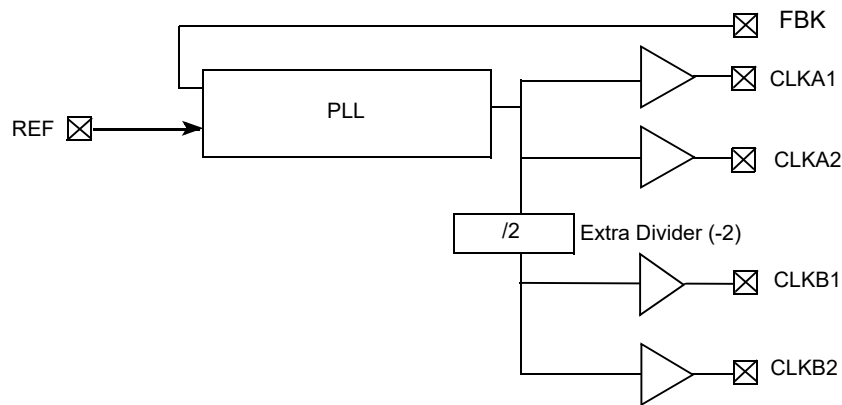 FBK
CLKA1
PLL
REF
CLKA2
/2
Extra Divider (-2)
CLKB1
CLKB2